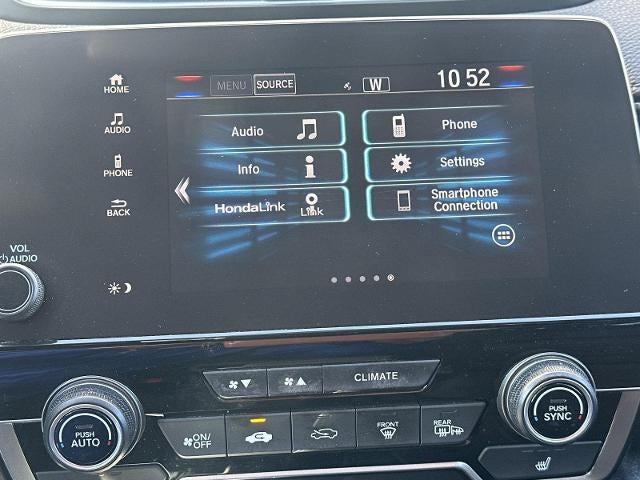 HOME
MENU SOURCE W 10 52
AUDIO
Audio
Phone
PHONE
Info
Settings
BACK
HondaLink
Link
Smartphone
Connection
VOL
AUDIO
CLIMATE
PUSH
AUTO
ON/
OFF
FRONT
REAR
PUSH
SYNC